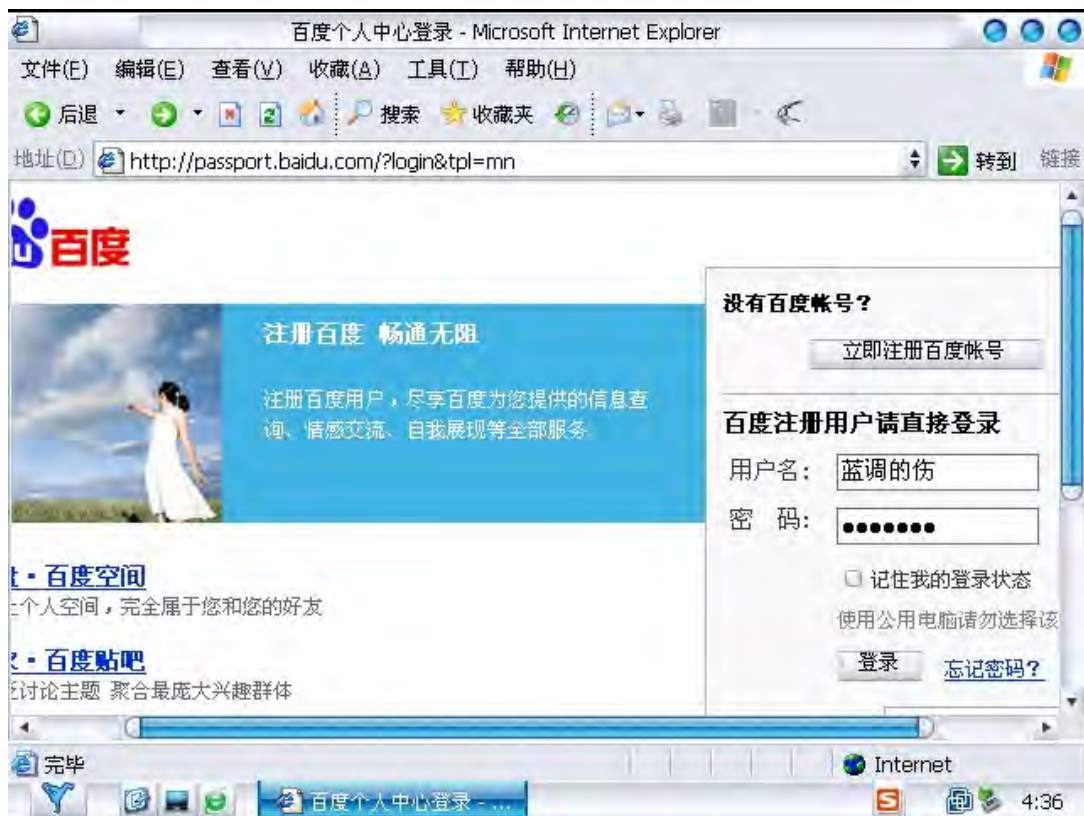 百度个人中心登录 - Microsoft Internet Explorer
文件(F) 编辑(E) 查看(V) 收藏(A) 工具(T) 帮助(H)
后退 搜索 收藏夹
地址(D) http://passport.baidu.com/?login&tpl=mn 转到 链接
百度
没有百度帐号?
立即注册百度帐号
注册百度 畅通无阻
注册百度用户，尽享百度为您提供的信息查
询、情感交流、自我展现等全部服务
百度注册用户请直接登录
用户名: 蓝调的伤
密 码: ●●●●●●●
记住我的登录状态
使用公用电脑请勿选择该
登录 忘记密码?
· 百度空间
个人空间，完全属于您和您的好友
· 百度贴吧
讨论主题 聚合最庞大兴趣群体
完毕 Internet
百度个人中心登录 - ...
4:36